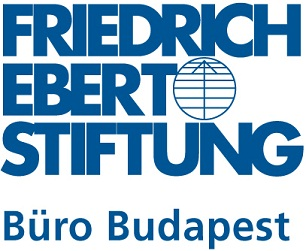 FRIEDRICH
EBERT
STIFTUNG
Büro Budapest